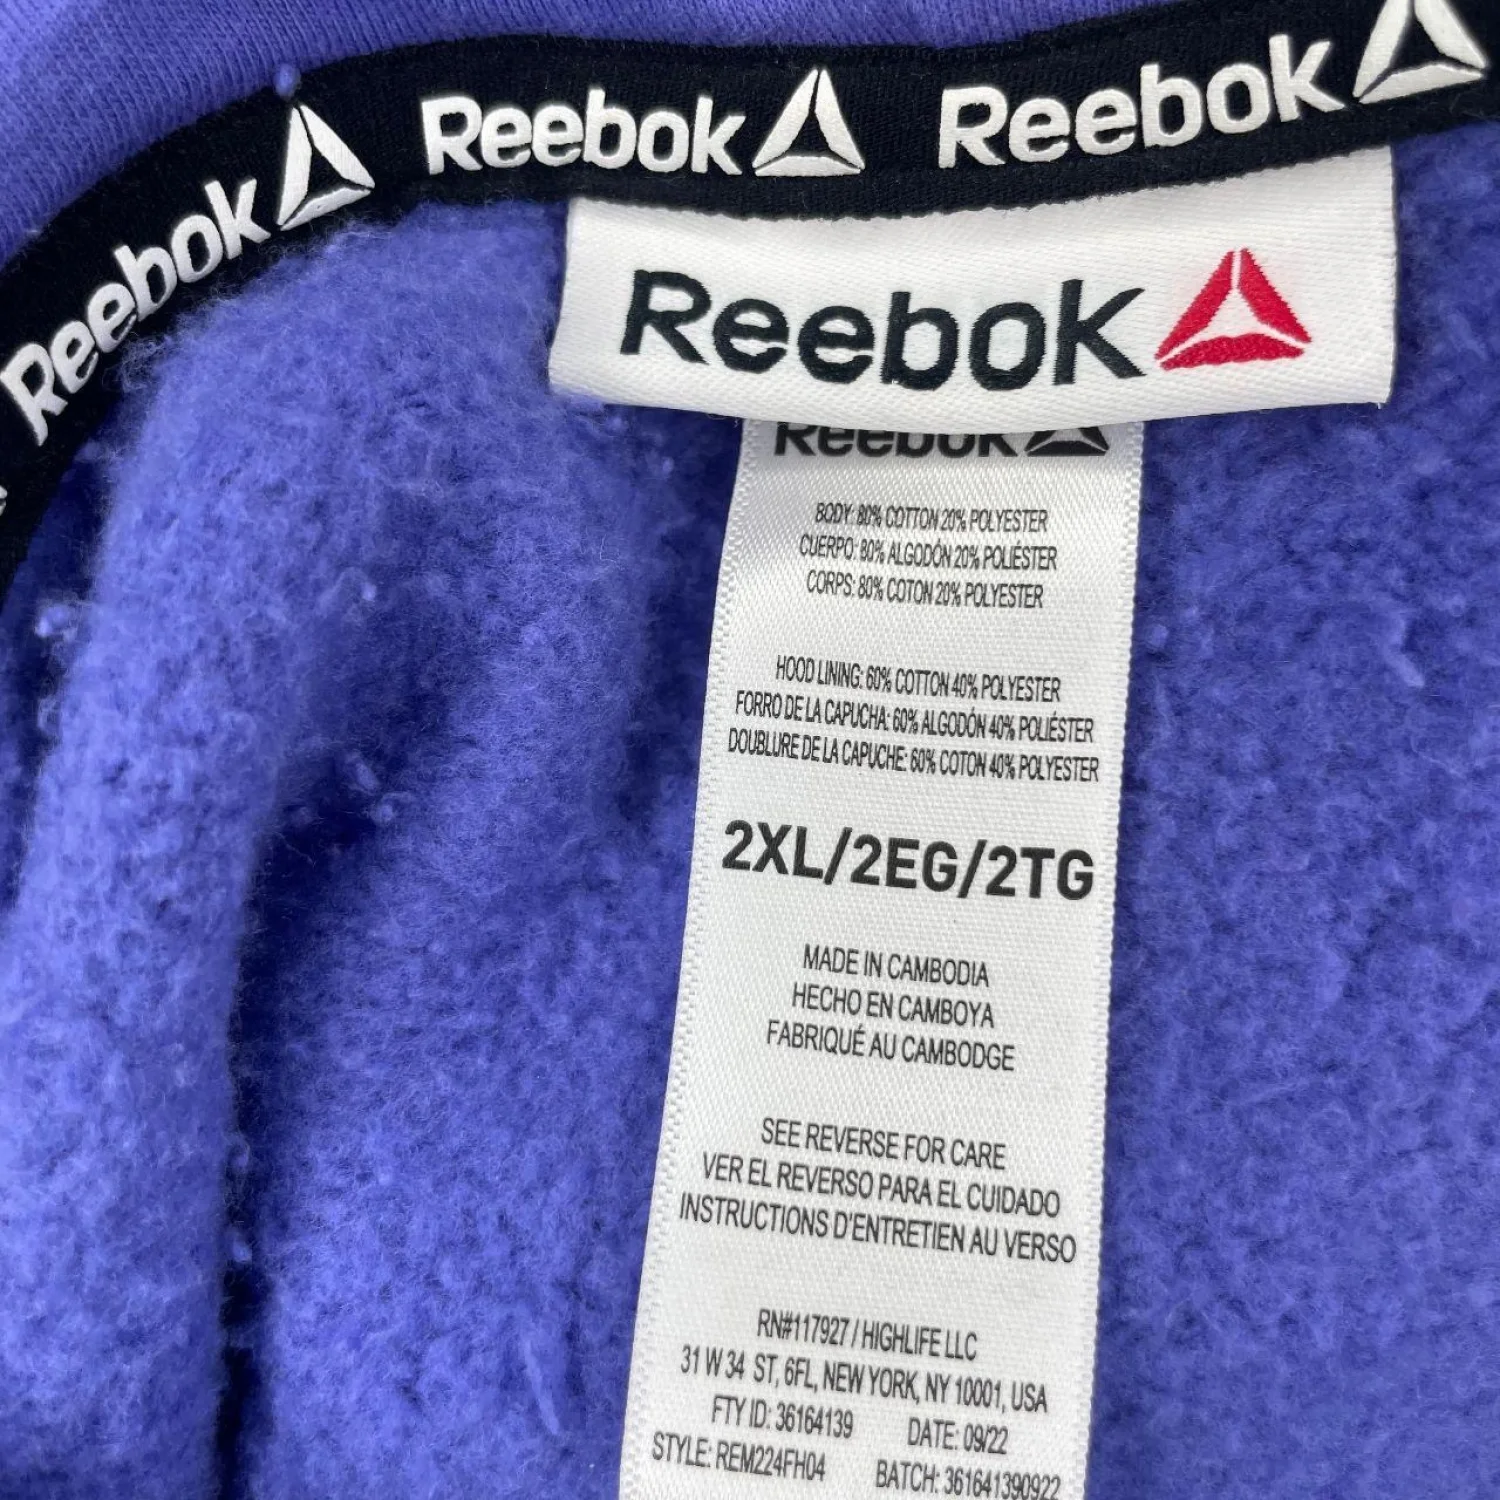 Reebok Reebok Reebok
Reebok
Reebok
BODY: 80% COTTON 20% POLYESTER
CUERPO: 80% ALGODÓN 20% POLIÉSTER
CORPS: 80% COTON 20% POLYESTER
HOOD LINING: 60% COTTON 40% POLYESTER
FORRO DE LA CAPUCHA: 60% ALGODÓN 40% POLIÉSTER
DOUBLURE DE LA CAPUCHE: 60% COTON 40% POLYESTER
2XL/2EG/2TG
MADE IN CAMBODIA
HECHO EN CAMBOYA
FABRIQUÉ AU CAMBODGE
SEE REVERSE FOR CARE
VER EL REVERSO PARA EL CUIDADO
INSTRUCTIONS D'ENTRETIEN AU VERSO
RN#117927 / HIGHLIFE LLC
31 W 34 ST, 6FL, NEW YORK, NY 10001, USA
FTY ID: 36164139 DATE: 09/22
STYLE: REM224FH04 BATCH: 361641390922